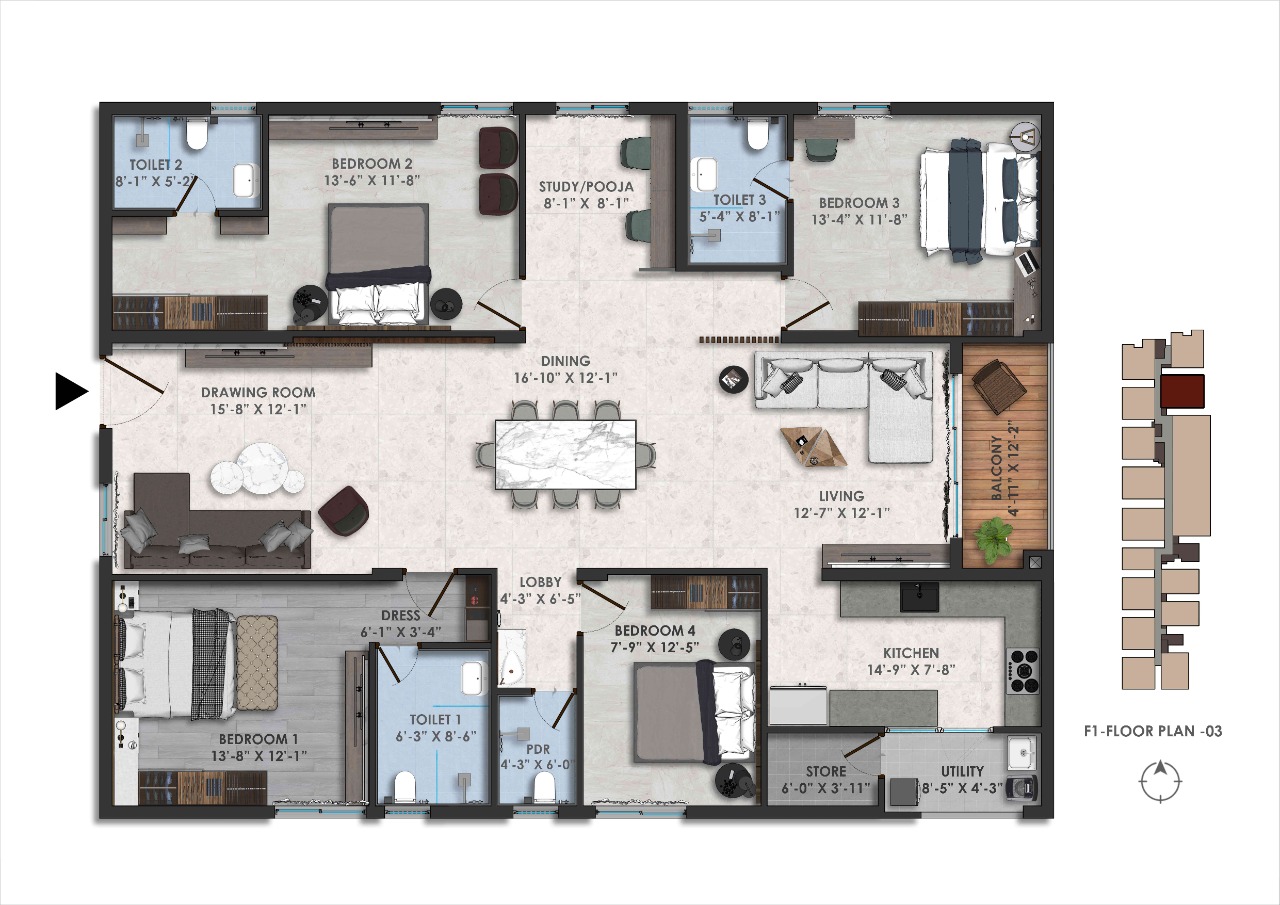 TOILET 2
8'-1" X 5'-2"
BEDROOM 2
13'-6" X 11'-8"
STUDY/POOJA
8'-1" X 8'-1"
TOILET 3
5'-4" X 8'-1"
BEDROOM 3
13'-4" X 11'-8"
DRAWING ROOM
15'-8" X 12'-1"
DINING
16'-10" X 12'-1"
LIVING
12'-7" X 12'-1"
BALCONY
4'-11" X 12'-2"
LOBBY
4'-3" X 6'-5"
DRESS
6'-1" X 3'-4"
BEDROOM 4
7'-9" X 12'-5"
KITCHEN
14'-9" X 7'-8"
BEDROOM 1
13'-8" X 12'-1"
TOILET 1
6'-3" X 8'-6"
PDR
4'-3" X 6'-0"
STORE
6'-0" X 3'-11"
UTILITY
8'-5" X 4'-3"
F1-FLOOR PLAN -03